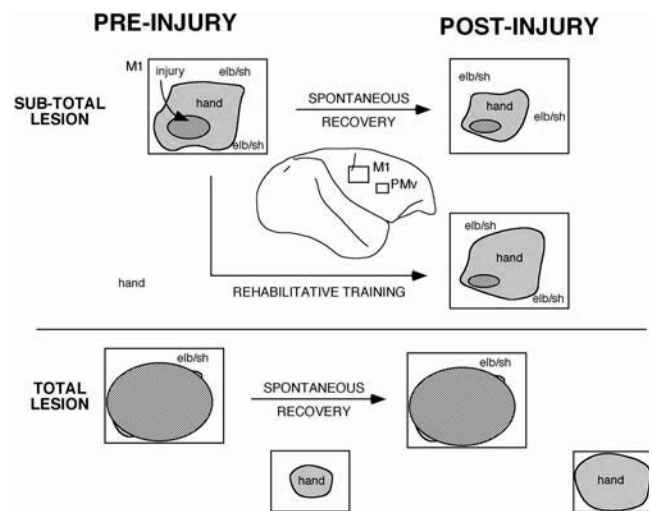 PRE-INJURY
POST-INJURY
M1
injury
elb/sh
hand
elb/sh
SUB-TOTAL
LESION
SPONTANEOUS
RECOVERY
elb/sh
hand
elb/sh
M1
PMv
elb/sh
hand
elb/sh
hand
REHABILITATIVE TRAINING
TOTAL
LESION
elb/sh
SPONTANEOUS
RECOVERY
elb/sh
hand
hand